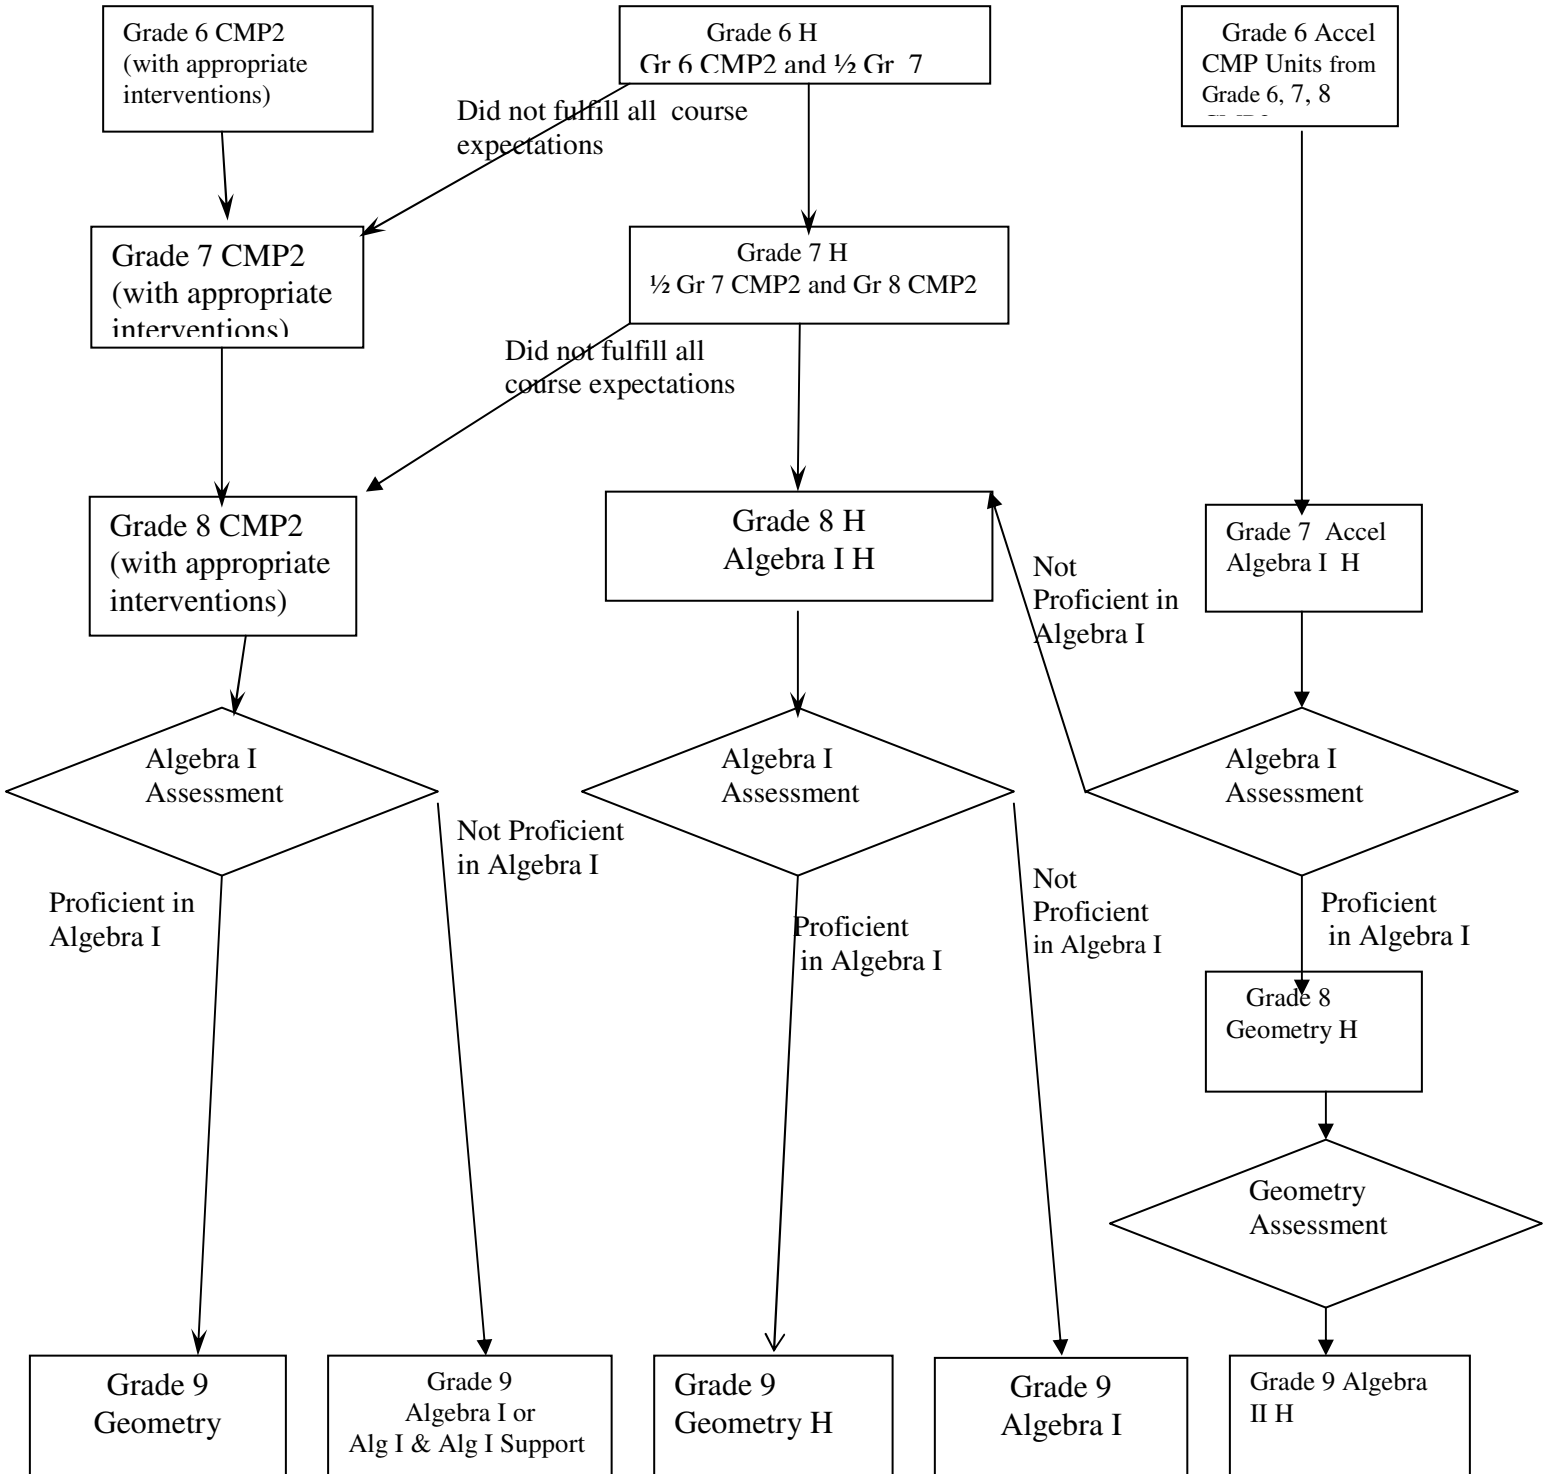 Grade 6 CMP2
(with appropriate
interventions)
Grade 6 H
Gr 6 CMP2 and ½ Gr 7
Grade 6 Accel
CMP Units from
Grade 6, 7, 8
Did not fulfill all course
expectations
Grade 7 CMP2
(with appropriate
interventions)
Grade 7 H
½ Gr 7 CMP2 and Gr 8 CMP2
Did not fulfill all
course expectations
Grade 8 CMP2
(with appropriate
interventions)
Grade 8 H
Algebra I H
Not
Proficient in
Algebra I
Grade 7 Accel
Algebra I H
Algebra I
Assessment
Algebra I
Assessment
Algebra I
Assessment
Not Proficient
in Algebra I
Proficient in
Algebra I
Proficient
in Algebra I
Not
Proficient
in Algebra I
Proficient
in Algebra I
Grade 8
Geometry H
Geometry
Assessment
Grade 9
Geometry
Grade 9
Algebra I or
Alg I & Alg I Support
Grade 9
Geometry H
Grade 9
Algebra I
Grade 9 Algebra
II H